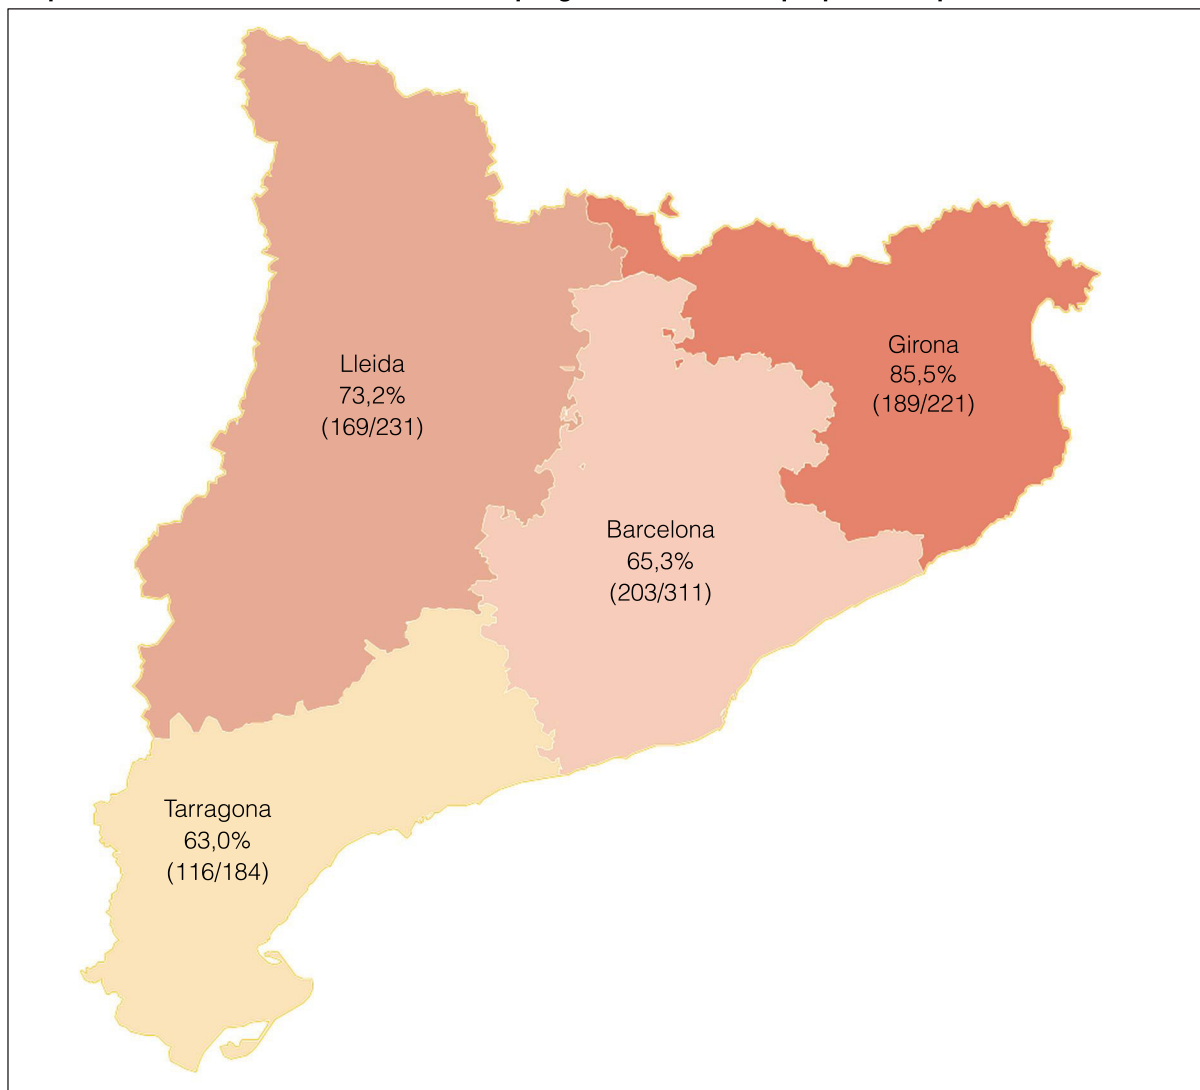 Lleida
73,2%
(169/231)
Girona
85,5%
(189/221)
Barcelona
65,3%
(203/311)
Tarragona
63,0%
(116/184)